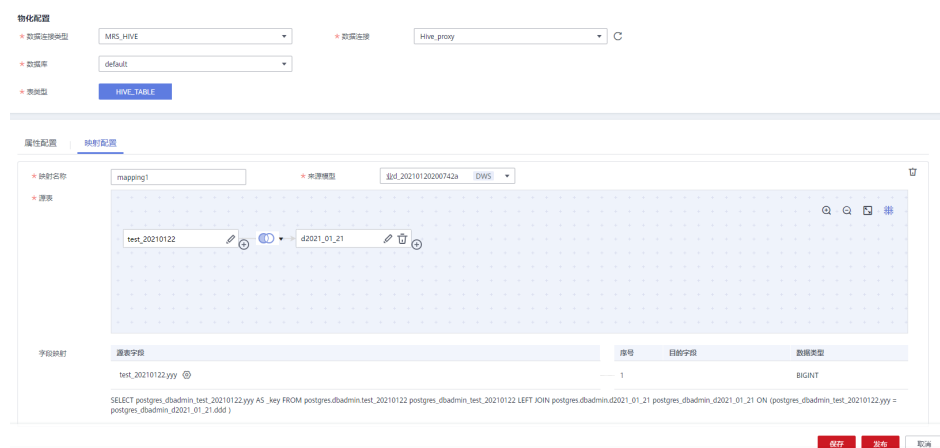 物化配置
* 数据连接类型 MRS_HIVE * 数据连接 Hive_proxy
* 数据库 default
* 表类型 HIVE_TABLE
属性配置 映射配置
* 映射名称 mapping1 * 来源模型 rd_20210120200742a DWS
* 源表
test_20210122 d2021_01_21
字段映射 源表字段 序号 目的字段 数据类型
test_20210122.yyy 1 BIGINT
SELECT postgres_dbadmin_test_20210122.yyy AS _key FROM postgres.dbadmin.test_20210122 postgres_dbadmin_test_20210122 LEFT JOIN postgres.dbadmin.d2021_01_21 postgres_dbadmin_d2021_01_21 ON (postgres_dbadmin_test_20210122.yyy =
postgres_dbadmin_d2021_01_21.ddd )
保存 发布 取消